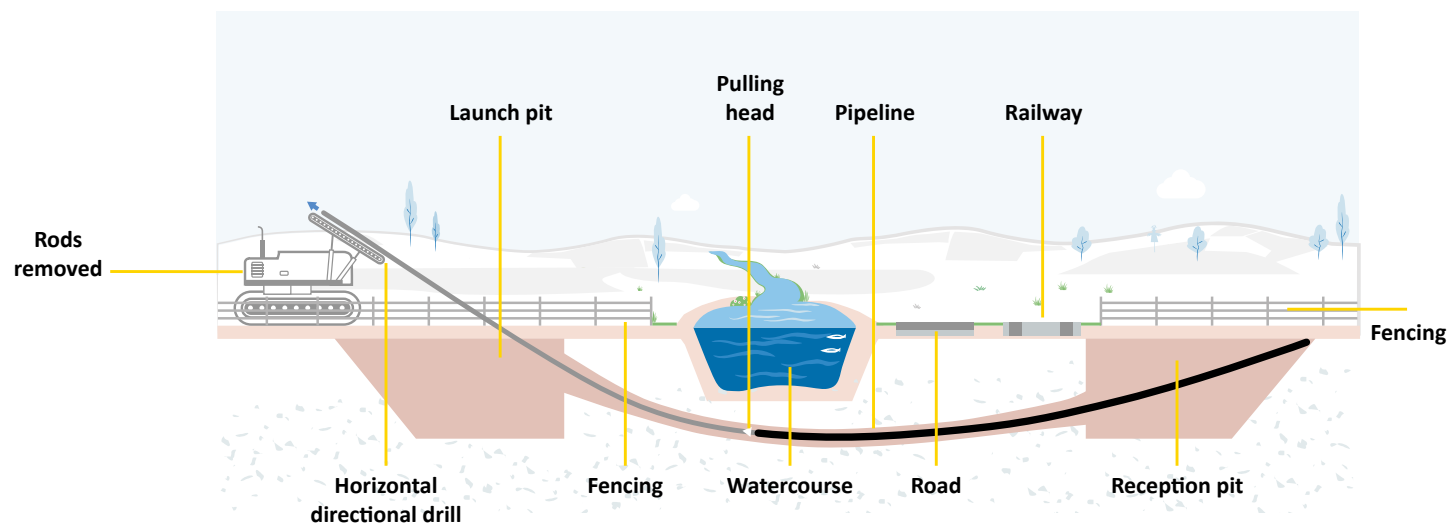 Pulling
head
Launch pit
Pipeline
Railway
Rods
removed
Fencing
Horizontal
directional drill
Fencing
Watercourse
Road
Reception pit